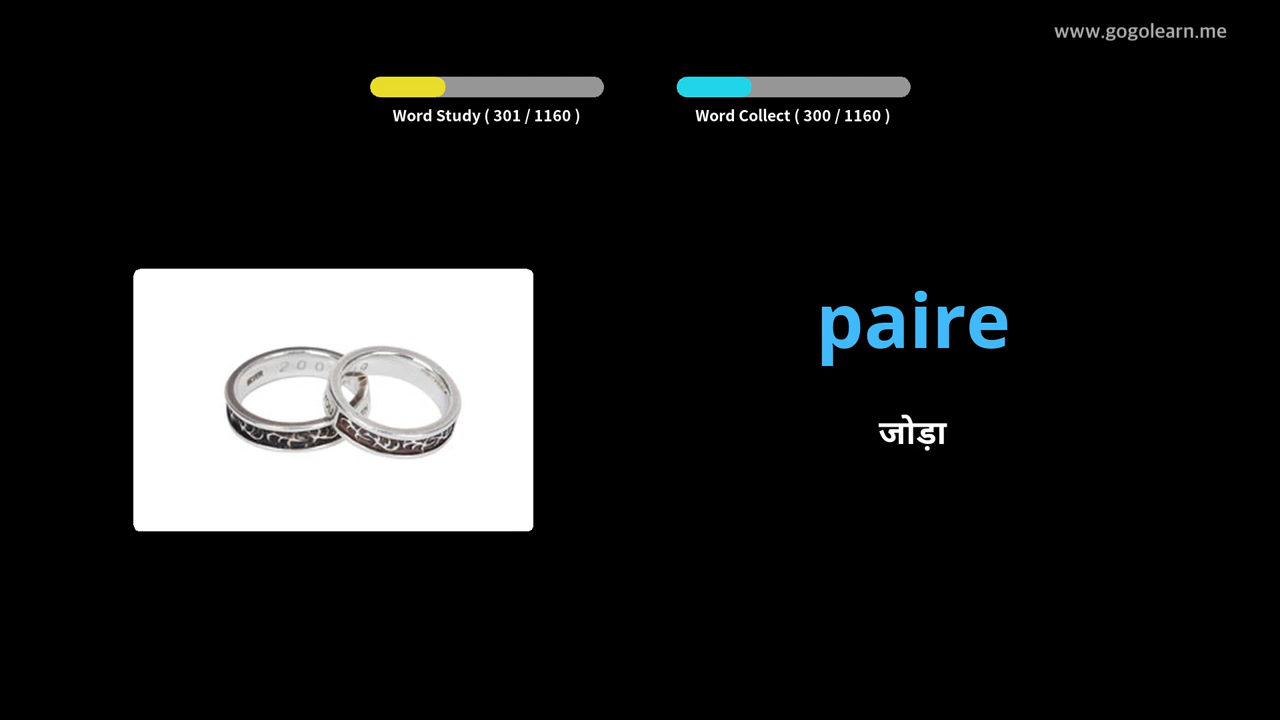 www.gogolearn.me
Word Study ( 301 / 1160 )
Word Collect ( 300 / 1160 )
paire
जोड़ा